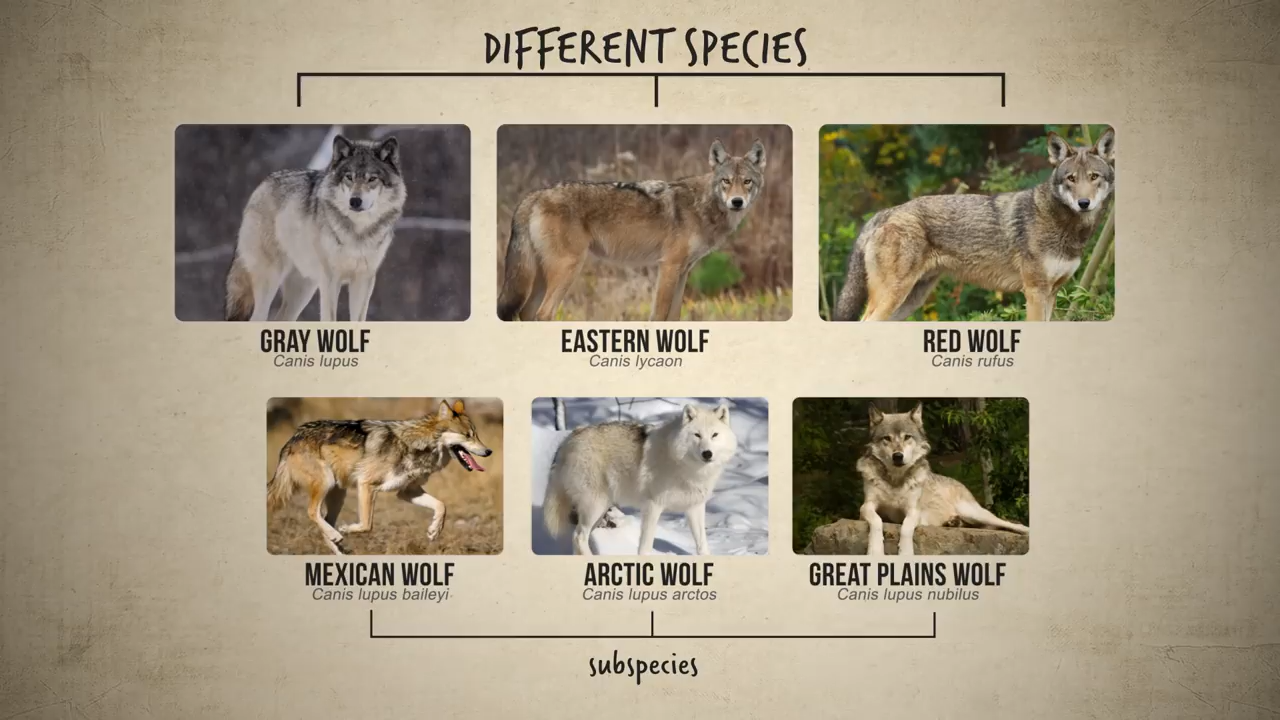 DIFFERENT SPECIES
GRAY WOLF
Canis lupus
EASTERN WOLF
Canis lycaon
RED WOLF
Canis rufus
MEXICAN WOLF
Canis lupus baileyi
ARCTIC WOLF
Canis lupus arctos
GREAT PLAINS WOLF
Canis lupus nubilus
subspecies